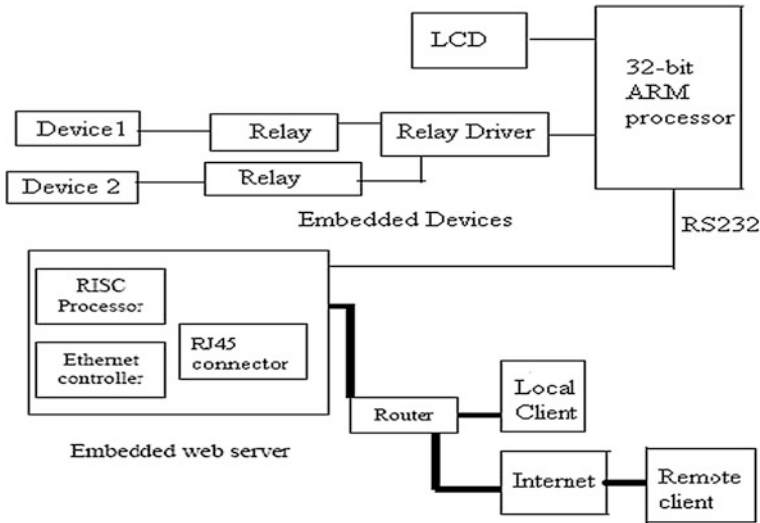 LCD
32-bit
ARM
processor
Device1
Relay
Relay Driver
Device 2
Relay
Embedded Devices
RS232
RISC
Processor
RJ45
connector
Ethernet
controller
Local
Client
Router
Embedded web server
Internet
Remote
client